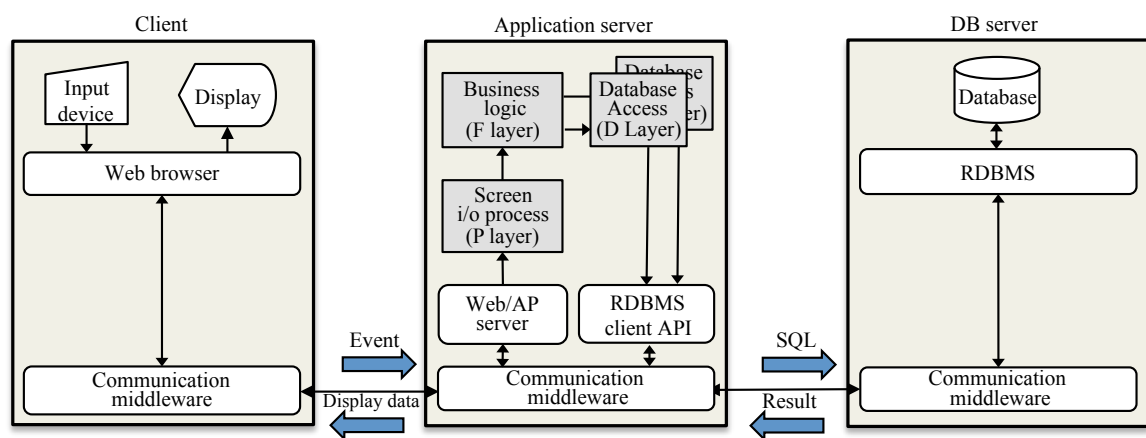 Client
Application server
DB server
Input
device
Display
Web browser
Communication
middleware
Business
logic
(F layer)
Database
Access
(D Layer)
Database
Screen
i/o process
(P layer)
Web/AP
server
RDBMS
client API
Communication
middleware
Event
Display data
SQL
Result
Database
RDBMS
Communication
middleware